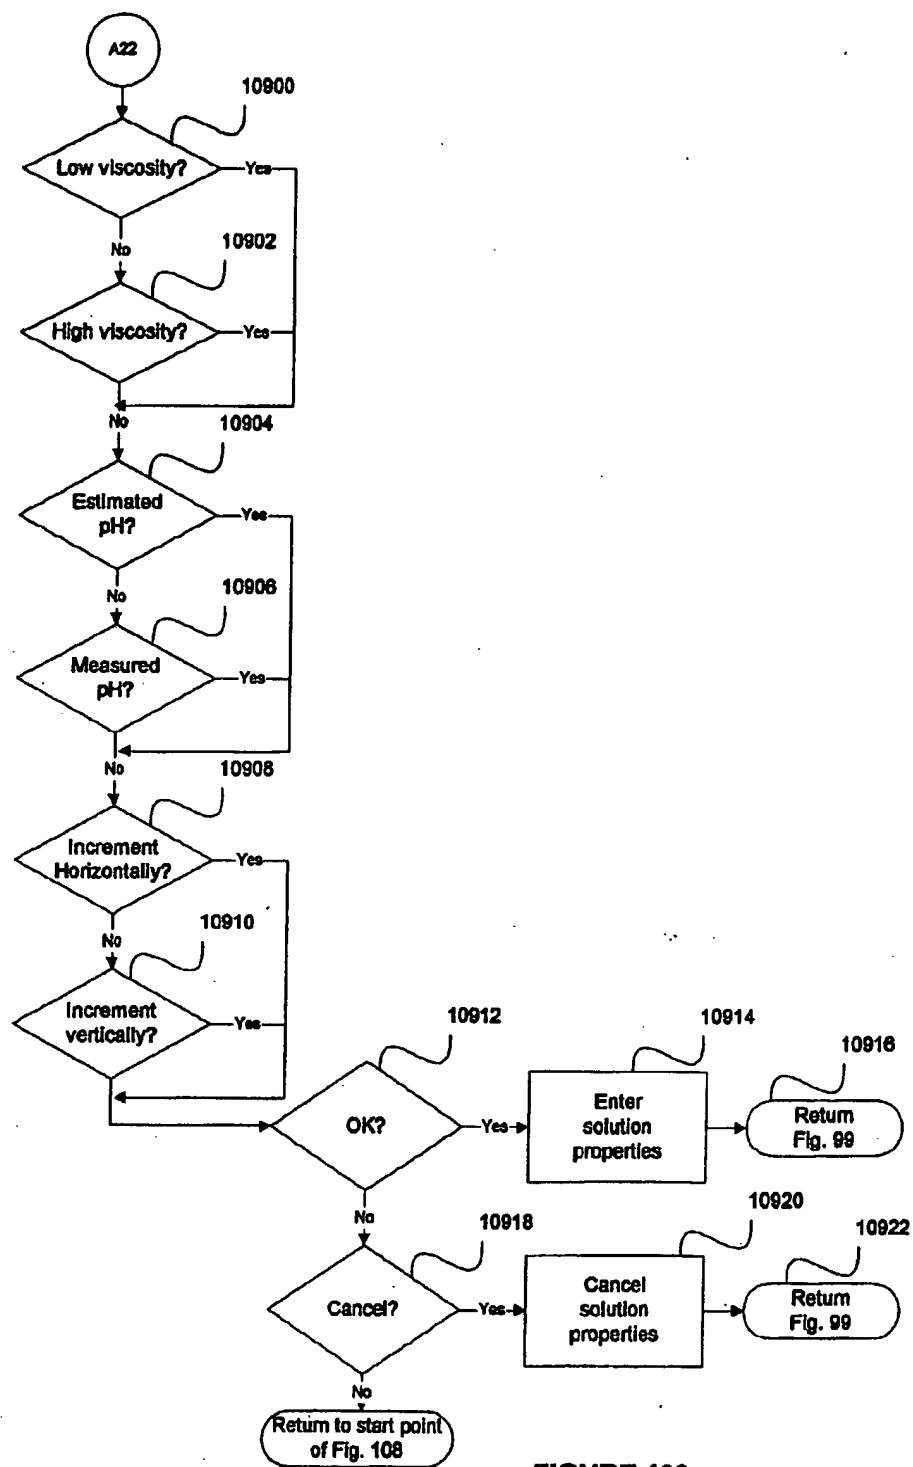 A22
10900
Low viscosity?
Yes
No
10902
High viscosity?
Yes
No
10904
Estimated
pH?
Yes
No
10906
Measured
pH?
Yes
No
10908
Increment
Horizontally?
Yes
No
10910
Increment
vertically?
Yes
10912
OK?
Yes
10914
Enter
solution
properties
10916
Return
Fig. 99
No
10918
Cancel?
Yes
10920
Cancel
solution
properties
10922
Return
Fig. 99
No
Return to start point
of Fig. 108